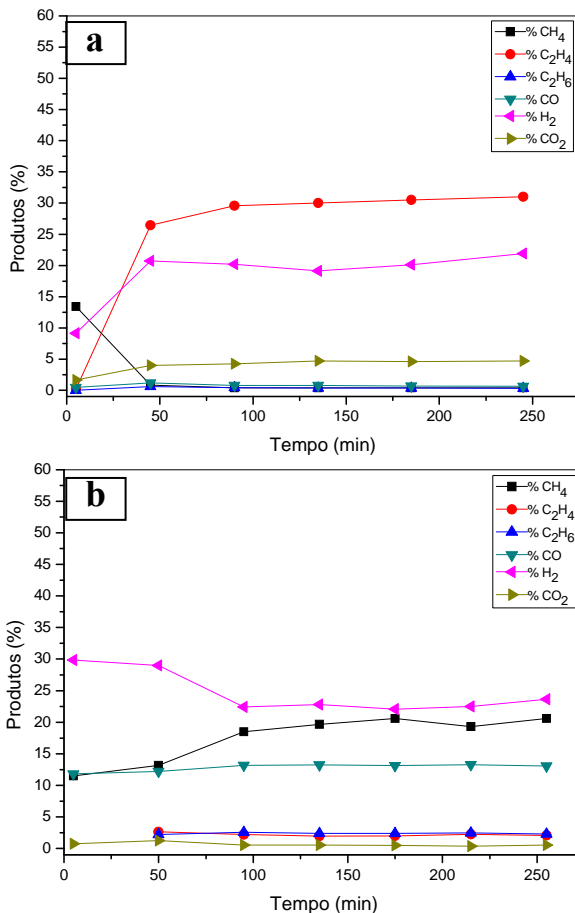 a
% CH4
% C2H4
% C2H6
% CO
% H2
% CO2
Produtos (%)
60
55
50
45
40
35
30
25
20
15
10
5
0
0 50 100 150 200 250
Tempo (min)
b
% CH4
% C2H4
% C2H6
% CO
% H2
% CO2
Produtos (%)
60
55
50
45
40
35
30
25
20
15
10
5
0
0 50 100 150 200 250
Tempo (min)